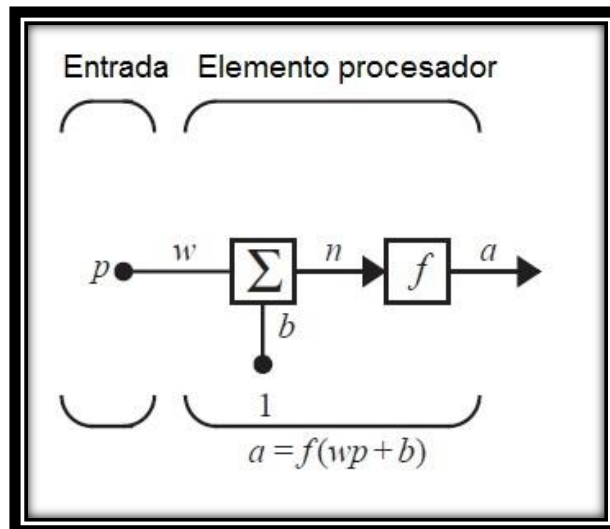 Entrada Elemento procesador
p w Σ n f a
b
1
a = f(wp + b)